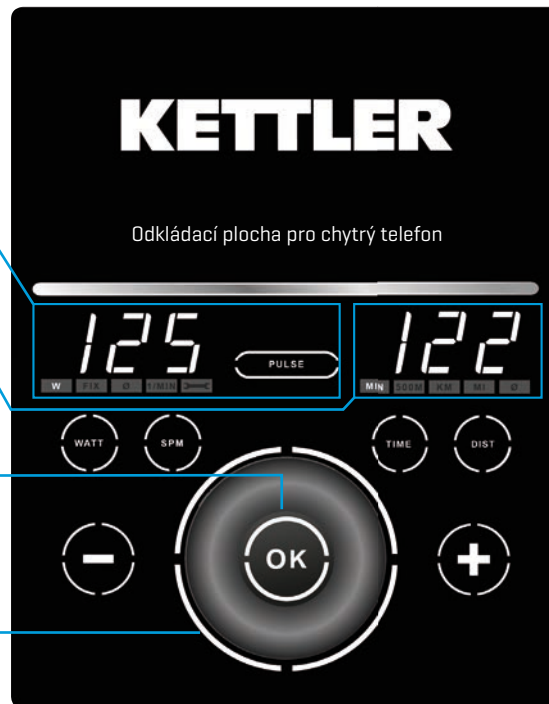 KETTLER
Odkládací plocha pro chytrý telefon
125 PULSE 122
W FIX Ø 1/MIN MIN 500M KM MI Ø
WATT SPM TIME DIST
- OK +